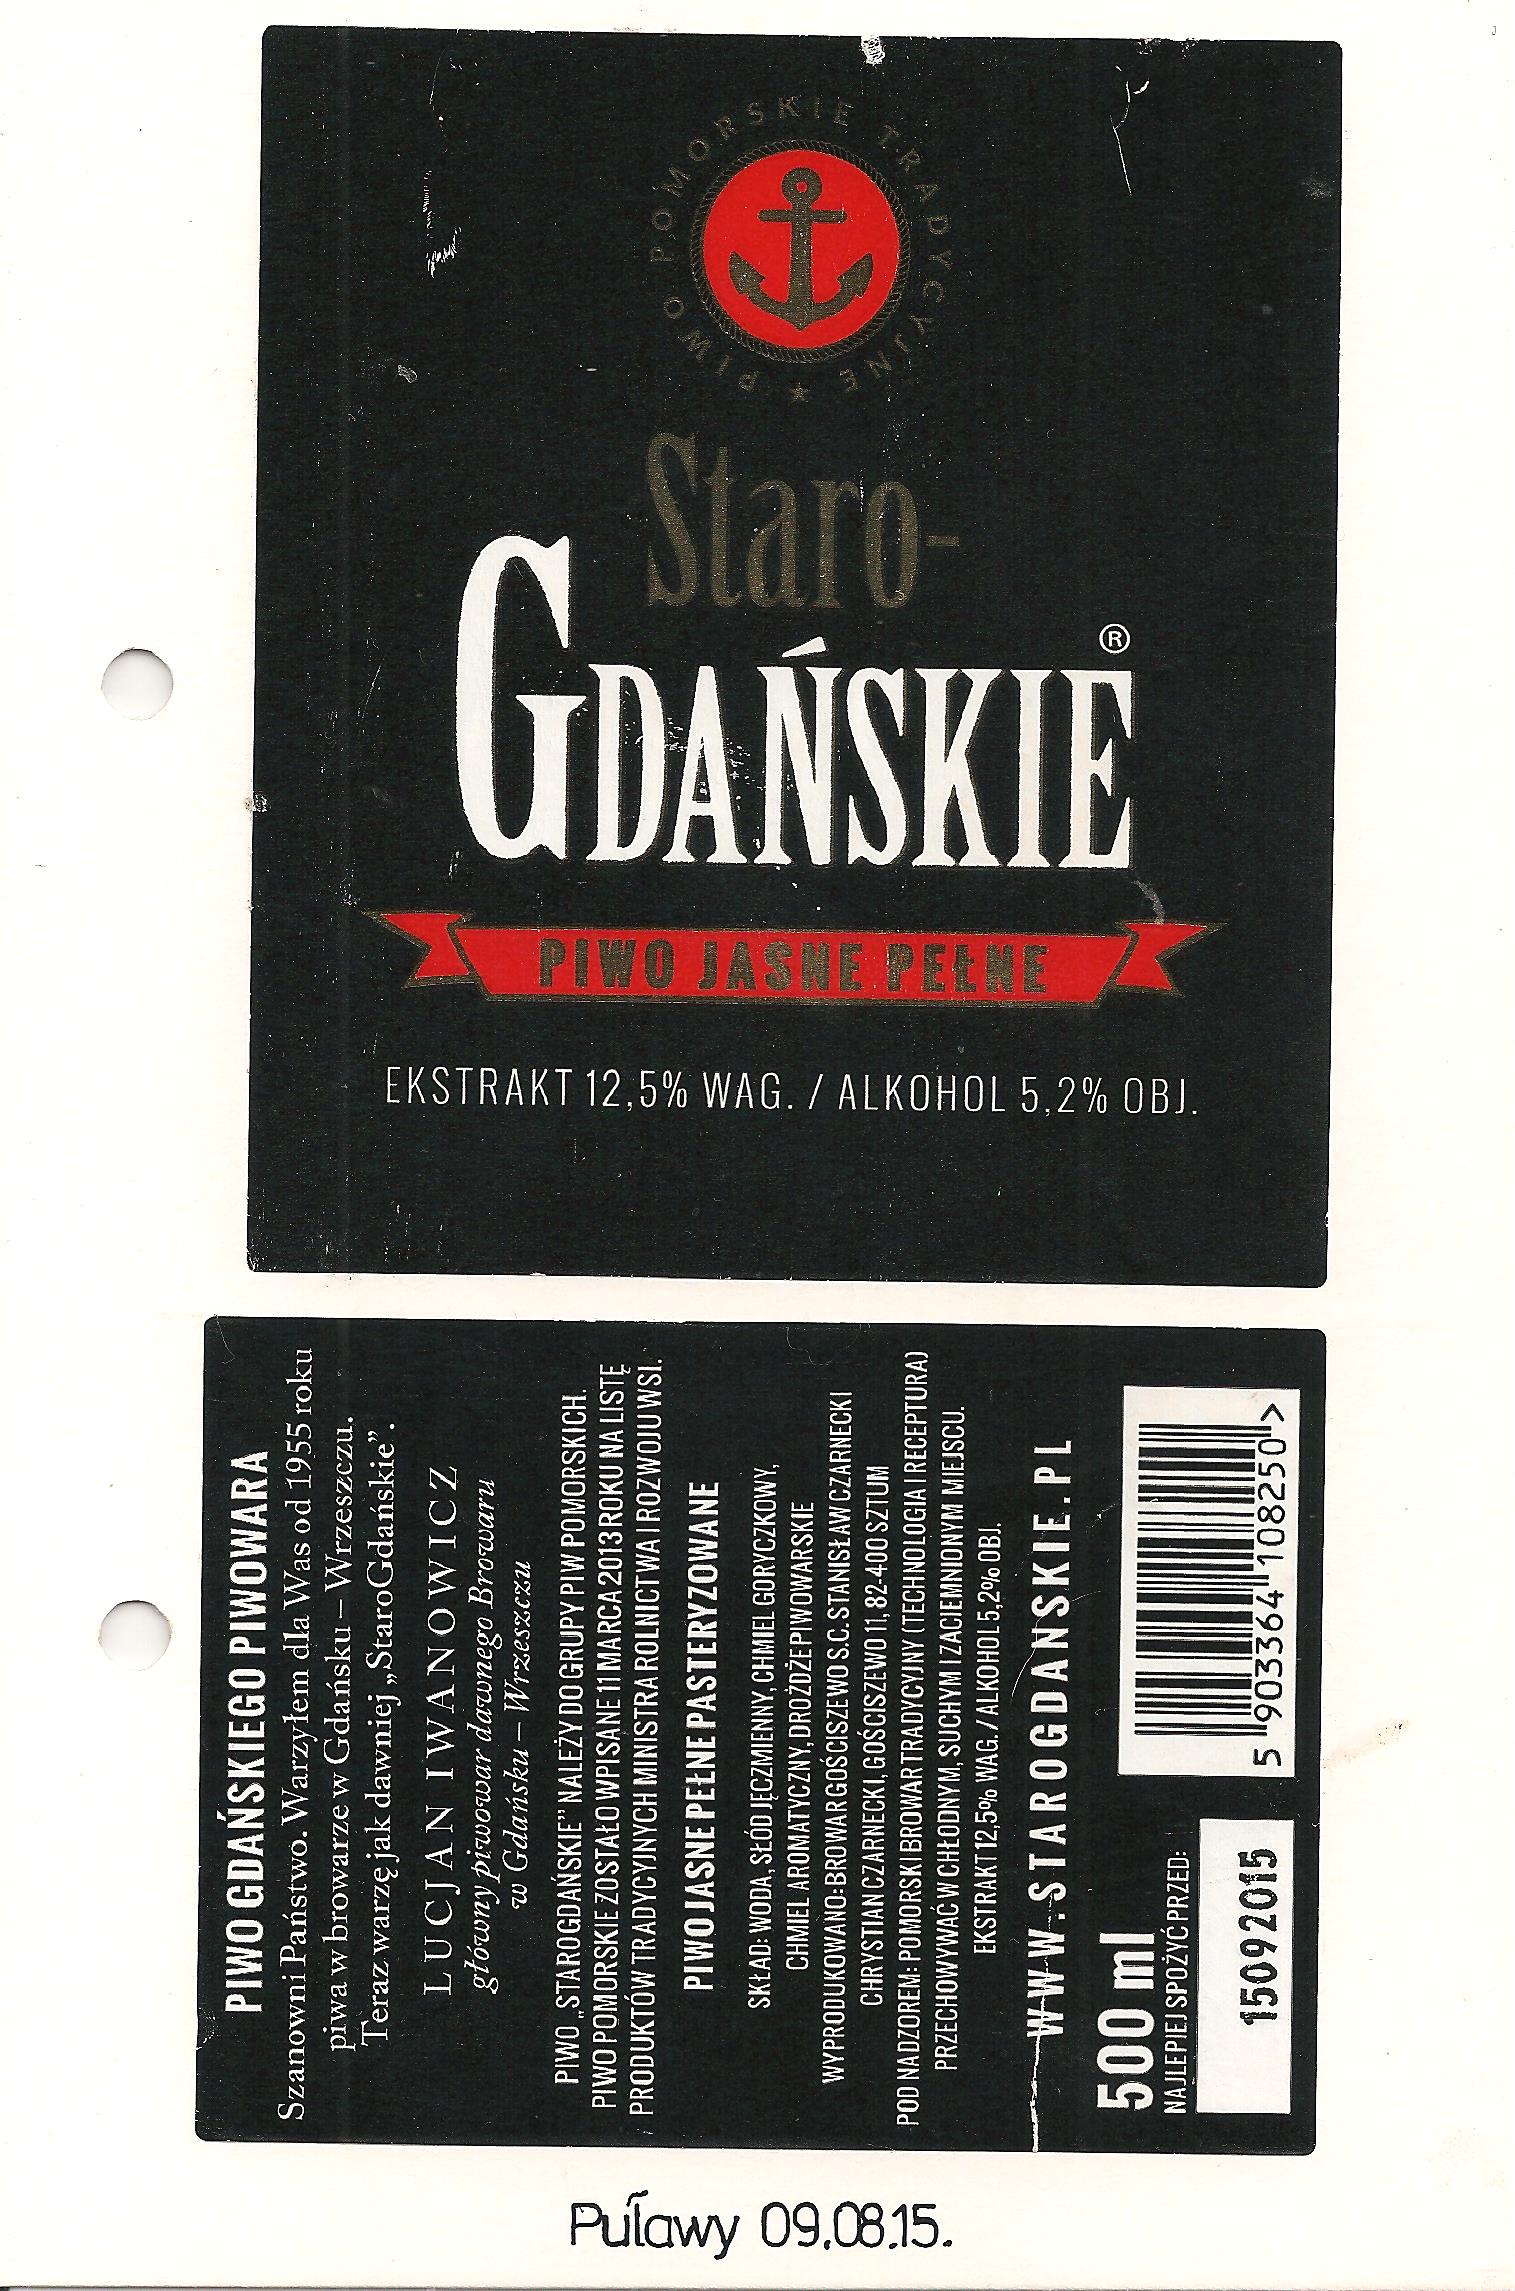 PIWO POMORSKIE TRADYCYJNE ★
Staro-
GDAŃSKIE®
PIWO JASNE PEŁNE
EKSTRAKT 12,5% WAG. / ALKOHOL 5,2% OBJ.
PIWO GDAŃSKIEGO PIWOWARA
Szanowni Państwo. Warzyłem dla Was od 1955 roku
piwa w browarze w Gdańsku – Wrzeszczu.
Teraz warzę jak dawniej „StaroGdańskie”.
LUCJAN IWANOWICZ
główny piwowar dawnego Browaru
w Gdańsku – Wrzeszczu
PIWO „STAROGDAŃSKIE” NALEŻY DO GRUPY PIW POMORSKICH.
PIWO POMORSKIE ZOSTAŁO WPISANE 11 MARCA 2013 ROKU NA LISTĘ
PRODUKTÓW TRADYCYJNYCH MINISTRA ROLNICTWA I ROZWOJU WSI.
PIWO JASNE PEŁNE PASTERYZOWANE
SKŁAD: WODA, SŁÓD JĘCZMIENNY, CHMIEL GORYCZKOWY,
CHMIEL AROMATYCZNY, DROŻDŻE PIWOWARSKIE
WYPRODUKOWANO: BROWAR GOŚCISZEWO S.C. STANISŁAW CZARNECKI
CHRYSTIAN CZARNECKI, GOŚCISZEWO 11, 82-400 SZTUM
POD NADZOREM: POMORSKI BROWAR TRADYCYJNY (TECHNOLOGIA I RECEPTURA)
PRZECHOWYWAĆ W CHŁODNYM, SUCHYM I ZACIEMNIONYM MIEJSCU.
EKSTRAKT 12,5% WAG. / ALKOHOL 5,2% OBJ.
WWW.STAROGDANSKIE.PL
500 ml
NAJLEPIEJ SPOŻYĆ PRZED:
15092015
5 903364 108250 >
Puławy 09.08.15.